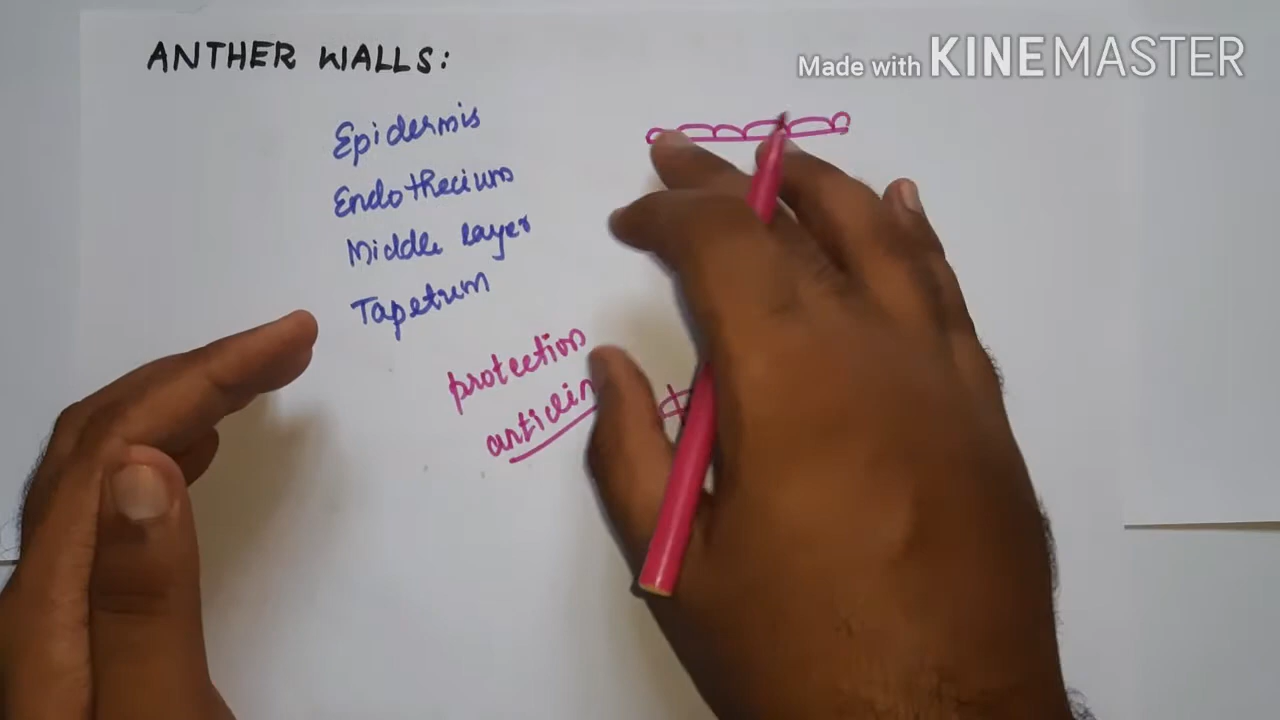 ANTHER WALLS:
Made with KINEMASTER
Epidermis
Endothecium
Middle layer
Tapetum
protection